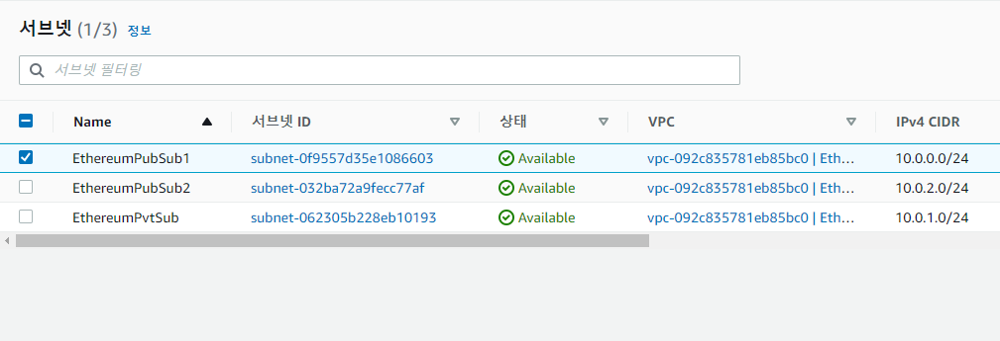 서브넷 (1/3) 정보
서브넷 필터링
Name 서브넷 ID 상태 VPC IPv4 CIDR
EthereumPubSub1 subnet-0f9557d35e1086603 Available vpc-092c835781eb85bc0 | Eth... 10.0.0.0/24
EthereumPubSub2 subnet-032ba72a9fecc77af Available vpc-092c835781eb85bc0 | Eth... 10.0.2.0/24
EthereumPvtSub subnet-062305b228eb10193 Available vpc-092c835781eb85bc0 | Eth... 10.0.1.0/24